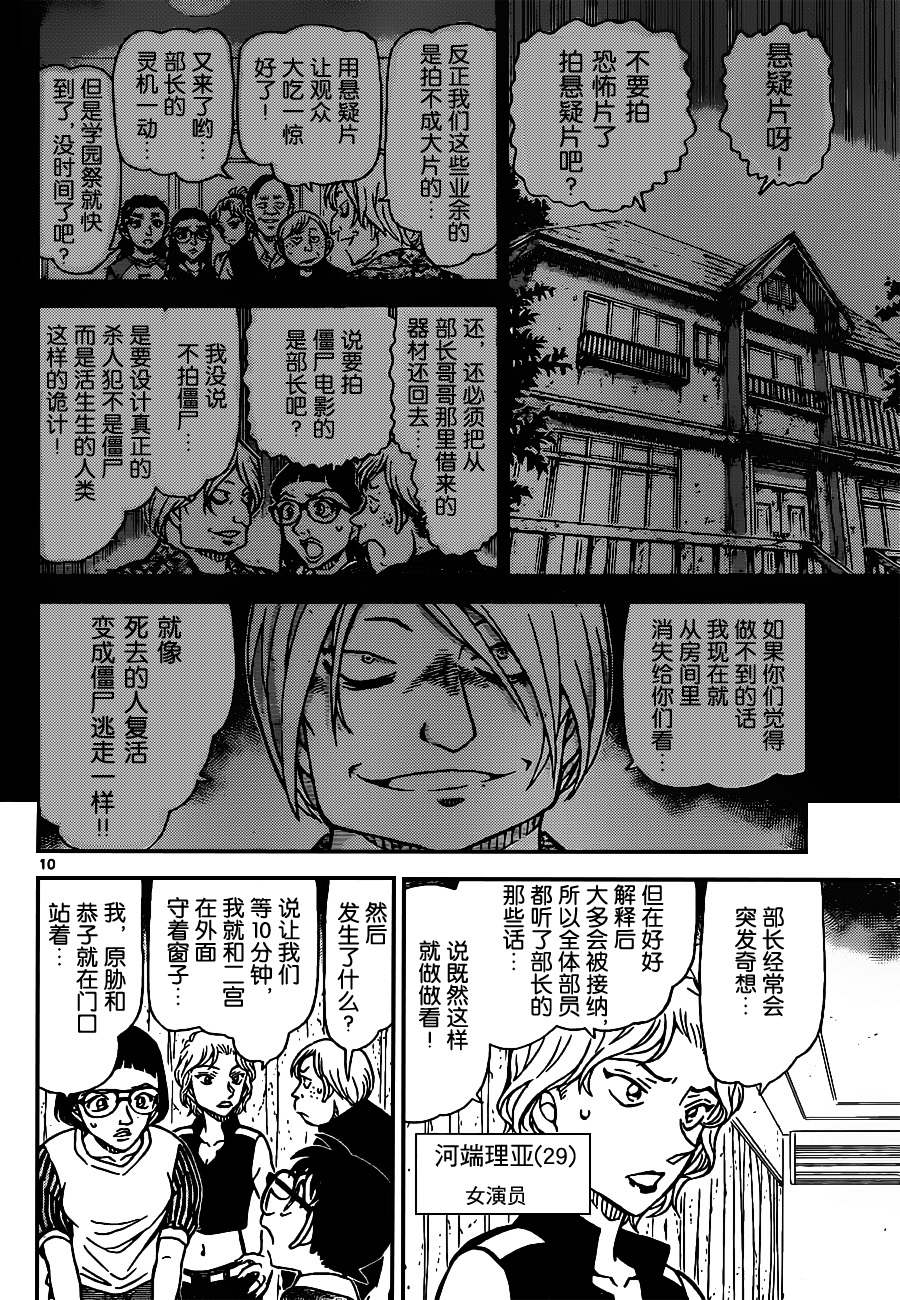 悬疑片呀！
不要拍
恐怖片了
拍悬疑片吧？
反正我们这些业余的
是拍不成大片的…
用悬疑片
让观众
大吃一惊
好了！
又来了哟…
部长的
灵机一动…
但是学园祭就快
到了，没时间了吧？
还，还必须把从
部长哥哥那里借来的
器材还回去…
说要拍
僵尸电影的
是部长吧？
我没说
不拍僵尸…
是要设计真正的
杀人犯不是僵尸
而是活生生的人类
这样的诡计！
如果你们觉得
做不到的话
我现在就
从房间里
消失给你们看…
就像
死去的人复活
变成僵尸逃走一样!!
10
部长经常会
突发奇想…
但在好好
解释后
大多会被接纳，
所以全体部员
都听了部长的
那些话…
说既然这样
就做做看！
河端理亚(29)
女演员
然后
发生了什么？
说让我们
等10分钟，
我就和二宫
在外面
守着窗子…
我，原胁和
恭子就在门口
站着…